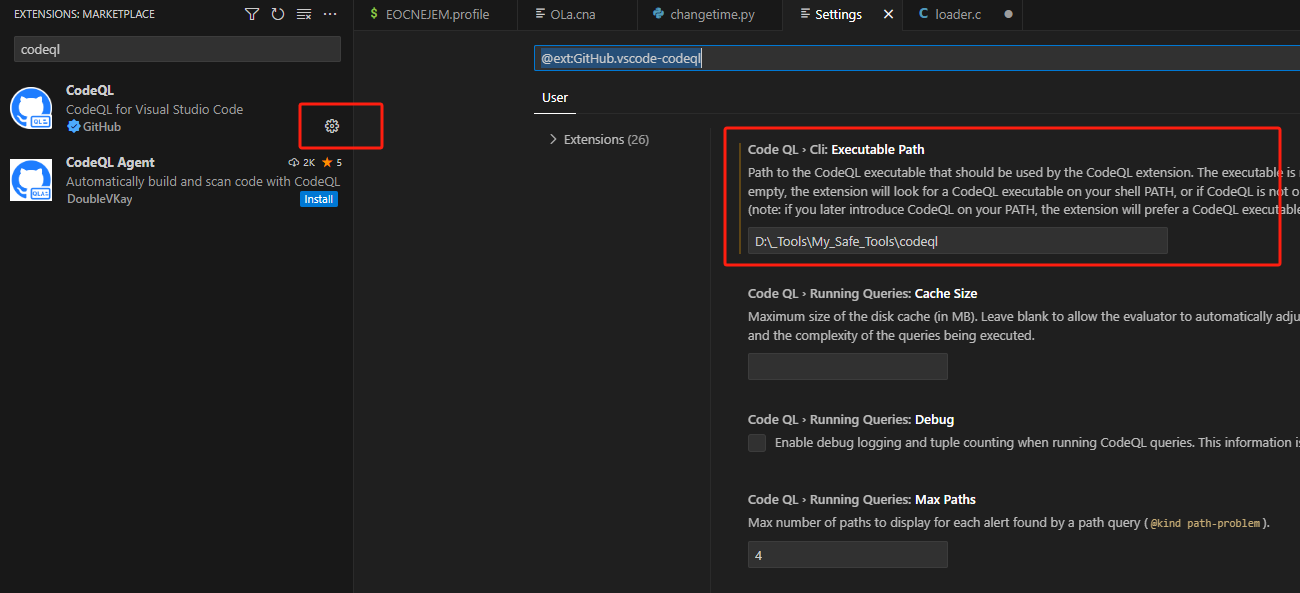 EXTENSIONS: MARKETPLACE
codeql
CodeQL
CodeQL for Visual Studio Code
GitHub
CodeQL Agent
2K
5
Automatically build and scan code with CodeQL
DoubleVKay
Install
$ EOCNEJEM.profile
OLa.cna
changetime.py
Settings
C loader.c
@ext:GitHub.vscode-codeql
User
Extensions (26)
Code QL › Cli: Executable Path
Path to the CodeQL executable that should be used by the CodeQL extension. The executable is
empty, the extension will look for a CodeQL executable on your shell PATH, or if CodeQL is not o
(note: if you later introduce CodeQL on your PATH, the extension will prefer a CodeQL executable
D:\_Tools\My_Safe_Tools\codeql
Code QL › Running Queries: Cache Size
Maximum size of the disk cache (in MB). Leave blank to allow the evaluator to automatically adju
and the complexity of the queries being executed.
Code QL › Running Queries: Debug
Enable debug logging and tuple counting when running CodeQL queries. This information is
Code QL › Running Queries: Max Paths
Max number of paths to display for each alert found by a path query ( @kind path-problem ).
4